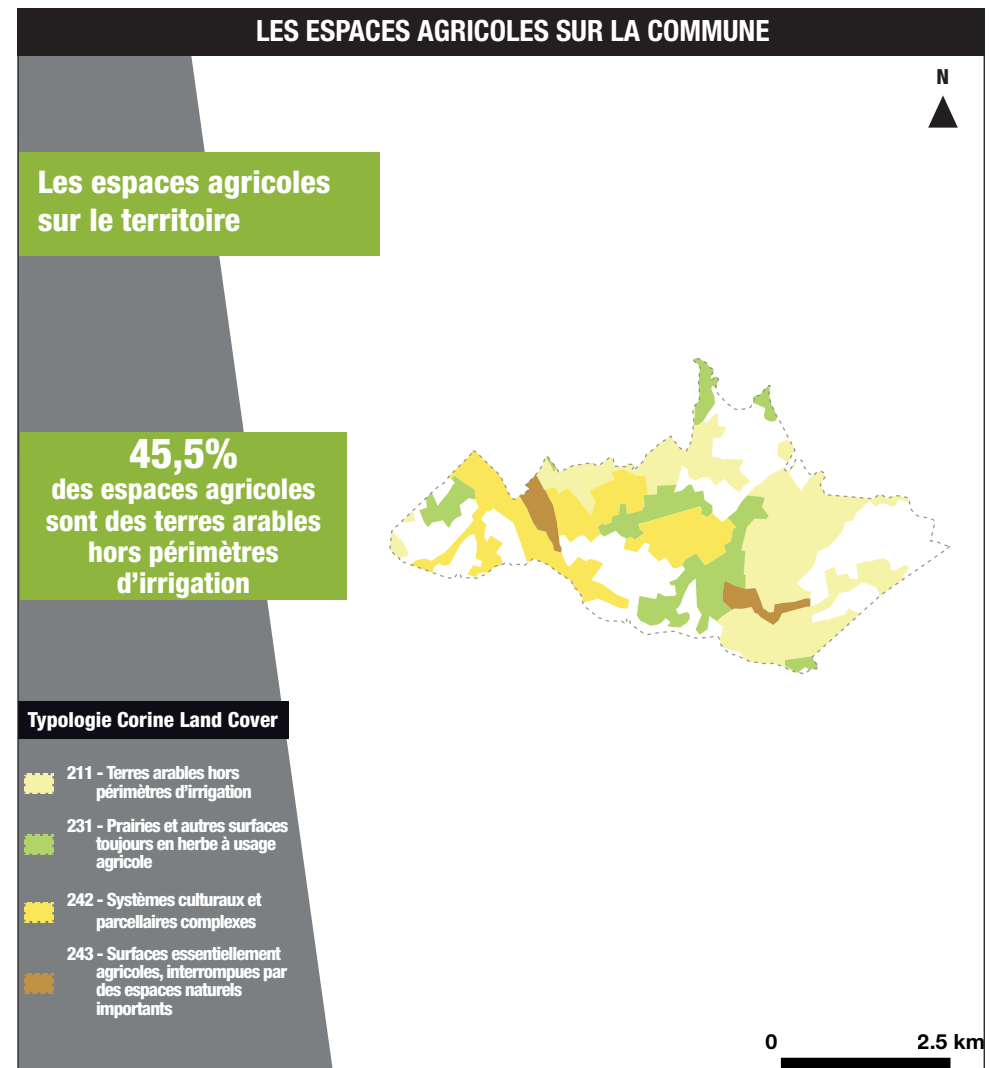 LES ESPACES AGRICOLES SUR LA COMMUNE
N
Les espaces agricoles
sur le territoire
45,5%
des espaces agricoles
sont des terres arables
hors périmètres
d’irrigation
Typologie Corine Land Cover
211 - Terres arables hors
périmètres d’irrigation
231 - Prairies et autres surfaces
toujours en herbe à usage
agricole
242 - Systèmes culturaux et
parcellaires complexes
243 - Surfaces essentiellement
agricoles, interrompues par
des espaces naturels
importants
0 2.5 km